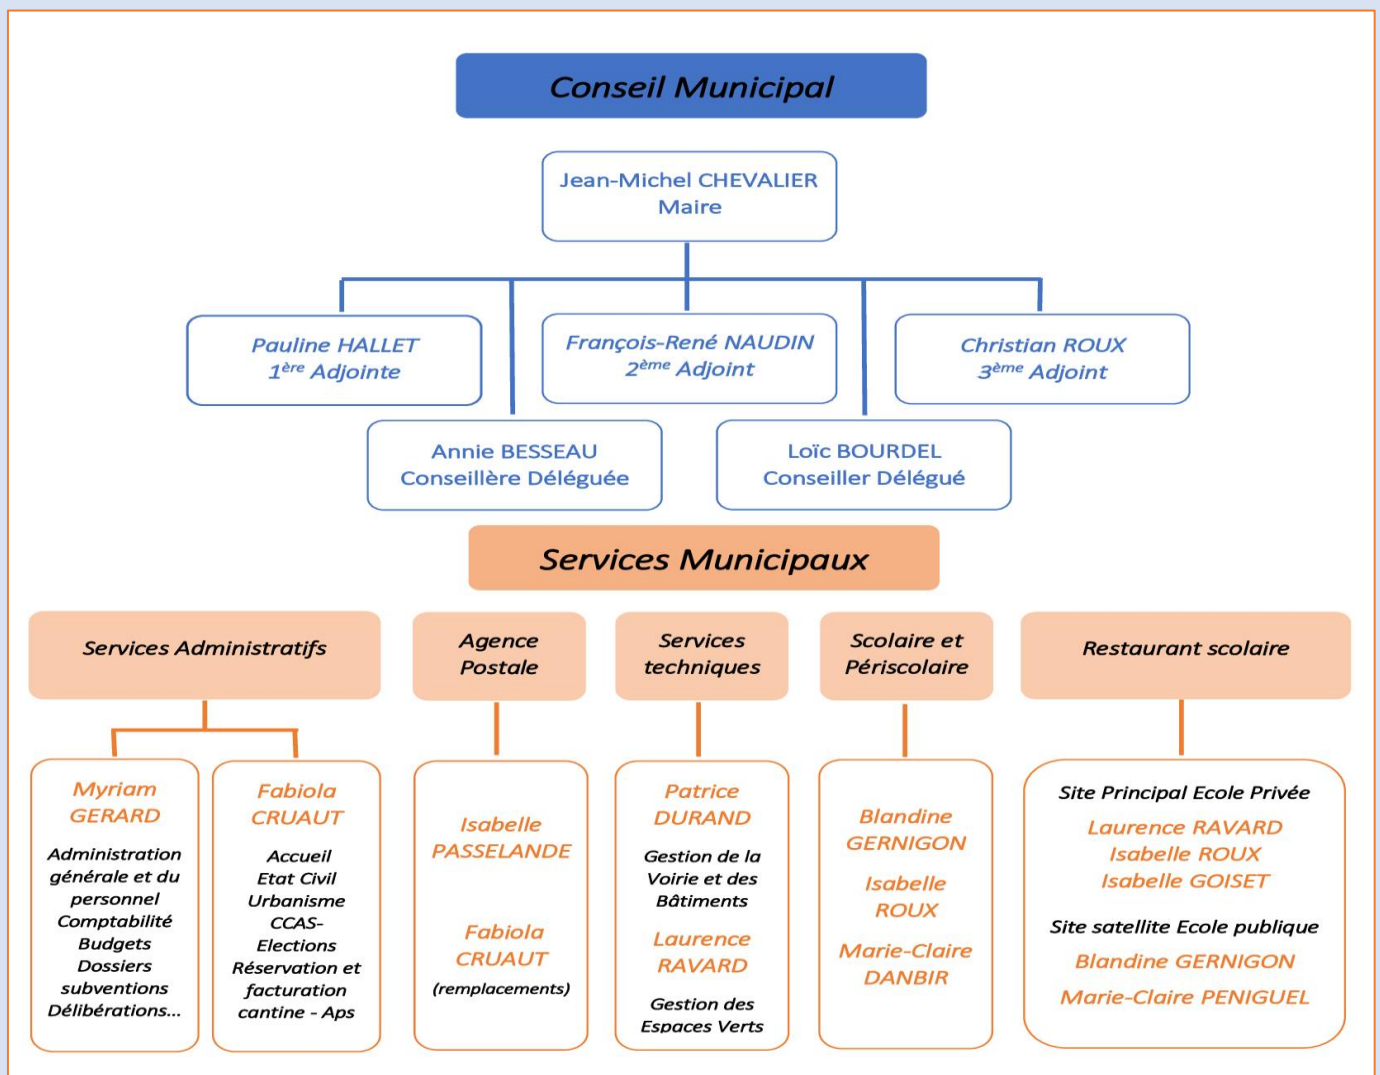 Conseil Municipal
Jean-Michel CHEVALIER
Maire
Pauline HALLET
1ère Adjointe
François-René NAUDIN
2ème Adjoint
Christian ROUX
3ème Adjoint
Annie BESSEAU
Conseillère Déléguée
Loïc BOURDEL
Conseiller Délégué
Services Municipaux
Services Administratifs
Agence
Postale
Services
techniques
Scolaire et
Périscolaire
Restaurant scolaire
Myriam
GERARD
Administration
générale et du
personnel
Comptabilité
Budgets
Dossiers
subventions
Délibérations...
Fabiola
CRUAUT
Accueil
Etat Civil
Urbanisme
CCAS-
Elections
Réservation et
facturation
cantine - Aps
Isabelle
PASSELANDE
Fabiola
CRUAUT
(remplacements)
Patrice
DURAND
Gestion de la
Voirie et des
Bâtiments
Laurence
RAVARD
Gestion des
Espaces Verts
Blandine
GERNIGON
Isabelle
ROUX
Marie-Claire
DANBIR
Site Principal Ecole Privée
Laurence RAVARD
Isabelle ROUX
Isabelle GOISET
Site satellite Ecole publique
Blandine GERNIGON
Marie-Claire PENIGUEL